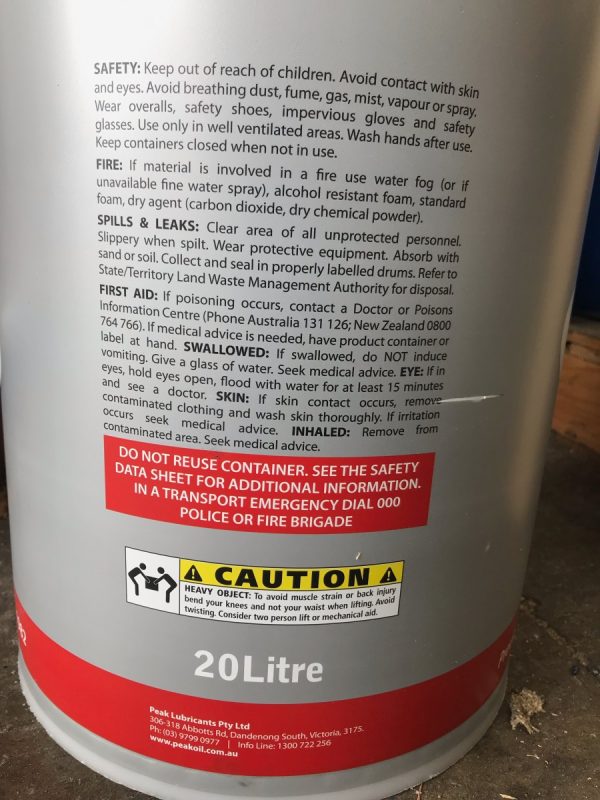 SAFETY: Keep out of reach of children. Avoid contact with skin
and eyes. Avoid breathing dust, fume, gas, mist, vapour or spray.
Wear overalls, safety shoes, impervious gloves and safety
glasses. Use only in well ventilated areas. Wash hands after use.
Keep containers closed when not in use.
FIRE: If material is involved in a fire use water fog (or if
unavailable fine water spray), alcohol resistant foam, standard
foam, dry agent (carbon dioxide, dry chemical powder).
SPILLS & LEAKS: Clear area of all unprotected personnel.
Slippery when spilt. Wear protective equipment. Absorb with
sand or soil. Collect and seal in properly labelled drums. Refer to
State/Territory Land Waste Management Authority for disposal.
FIRST AID: If poisoning occurs, contact a Doctor or Poisons
Information Centre (Phone Australia 131 126; New Zealand 0800
764 766). If medical advice is needed, have product container or
label at hand. SWALLOWED: If swallowed, do NOT induce
vomiting. Give a glass of water. Seek medical advice. EYE: If in
eyes, hold eyes open, flood with water for at least 15 minutes
and see a doctor. SKIN: If skin contact occurs, remove
contaminated clothing and wash skin thoroughly. If irritation
occurs seek medical advice. INHALED: Remove from
contaminated area. Seek medical advice.
DO NOT REUSE CONTAINER. SEE THE SAFETY
DATA SHEET FOR ADDITIONAL INFORMATION.
IN A TRANSPORT EMERGENCY DIAL 000
POLICE OR FIRE BRIGADE
CAUTION
HEAVY OBJECT: To avoid muscle strain or back injury
bend your knees and not your waist when lifting. Avoid
twisting. Consider two person lift or mechanical aid.
20Litre
Peak Lubricants Pty Ltd
306-318 Abbotts Rd, Dandenong South, Victoria, 3175.
Ph: (03) 9799 0977 | Info Line: 1300 722 256
www.peakoil.com.au